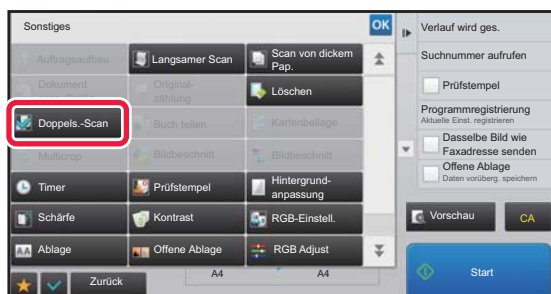 Sonstiges
OK
Auftragsaufbau
Langsamer Scan
Scan von dickem
Pap.
Dokument
Original-
zählung
Löschen
Doppels.-Scan
Buch teilen
Kartenbeilage
Multicrop
Bildbeschnitt
Bildbeschnitt
Timer
Prüfstempel
Hintergrund-
anpassung
Schärfe
Kontrast
RGB-Einstell.
AA Ablage
Offene Ablage
RGB Adjust
Zurück
A4
A4
Verlauf wird ges.
Suchnummer aufrufen
Prüfstempel
Programmregistrierung
Aktuelle Einst. registrieren
Dasselbe Bild wie
Faxadresse senden
Offene Ablage
Daten vorüberg. speichern
Vorschau
CA
Start